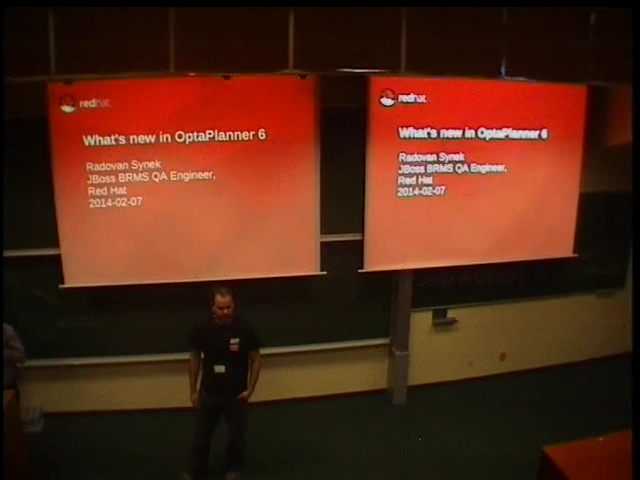 redhat
What's new in OptaPlanner 6
Radovan Synek
JBoss BRMS QA Engineer,
Red Hat
2014-02-07
redhat
What's new in OptaPlanner 6
Radovan Synek
JBoss BRMS QA Engineer,
Red Hat
2014-02-07